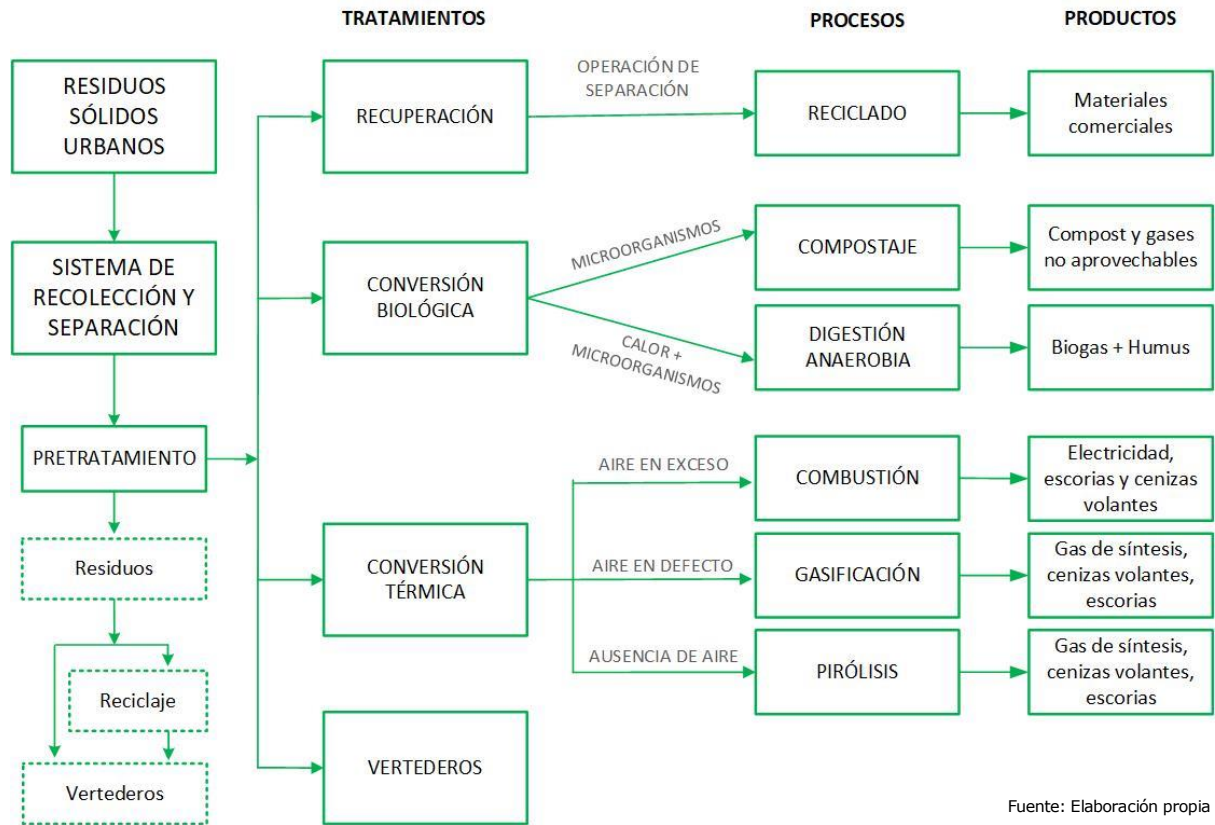 TRATAMIENTOS
PROCESOS
PRODUCTOS
RESIDUOS
SÓLIDOS
URBANOS
SISTEMA DE
RECOLECCIÓN Y
SEPARACIÓN
PRETRATAMIENTO
Residuos
Reciclaje
Vertederos
RECUPERACIÓN
OPERACIÓN DE
SEPARACIÓN
RECICLADO
Materiales
comerciales
CONVERSIÓN
BIOLÓGICA
MICROORGANISMOS
COMPOSTAJE
Compost y gases
no aprovechables
CALOR +
MICROORGANISMOS
DIGESTIÓN
ANAEROBIA
Biogas + Humus
CONVERSIÓN
TÉRMICA
AIRE EN EXCESO
COMBUSTIÓN
Electricidad,
escorias y cenizas
volantes
AIRE EN DEFECTO
GASIFICACIÓN
Gas de síntesis,
cenizas volantes,
escorias
AUSENCIA DE AIRE
PIRÓLISIS
Gas de síntesis,
cenizas volantes,
escorias
VERTEDEROS
Fuente: Elaboración propia